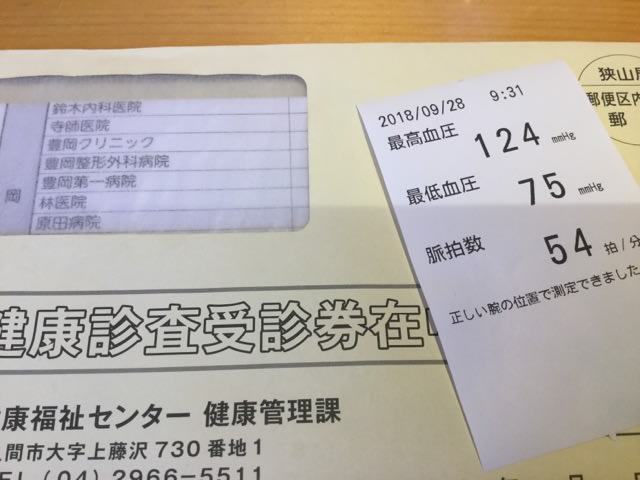 鈴木内科医院
寺師医院
豊岡クリニック
豊岡整形外科病院
豊岡第一病院
岡 林医院
原田病院
狭山
郵便区内
郵
2018/09/28 9:31
最高血圧 124 mmHg
最低血圧 75 mmHg
脈拍数 54 拍/分
正しい腕の位置で測定できました
健康診査受診券在
康福祉センター 健康管理課
間市大字上藤沢730番地1
TEL (04) 2966-5511